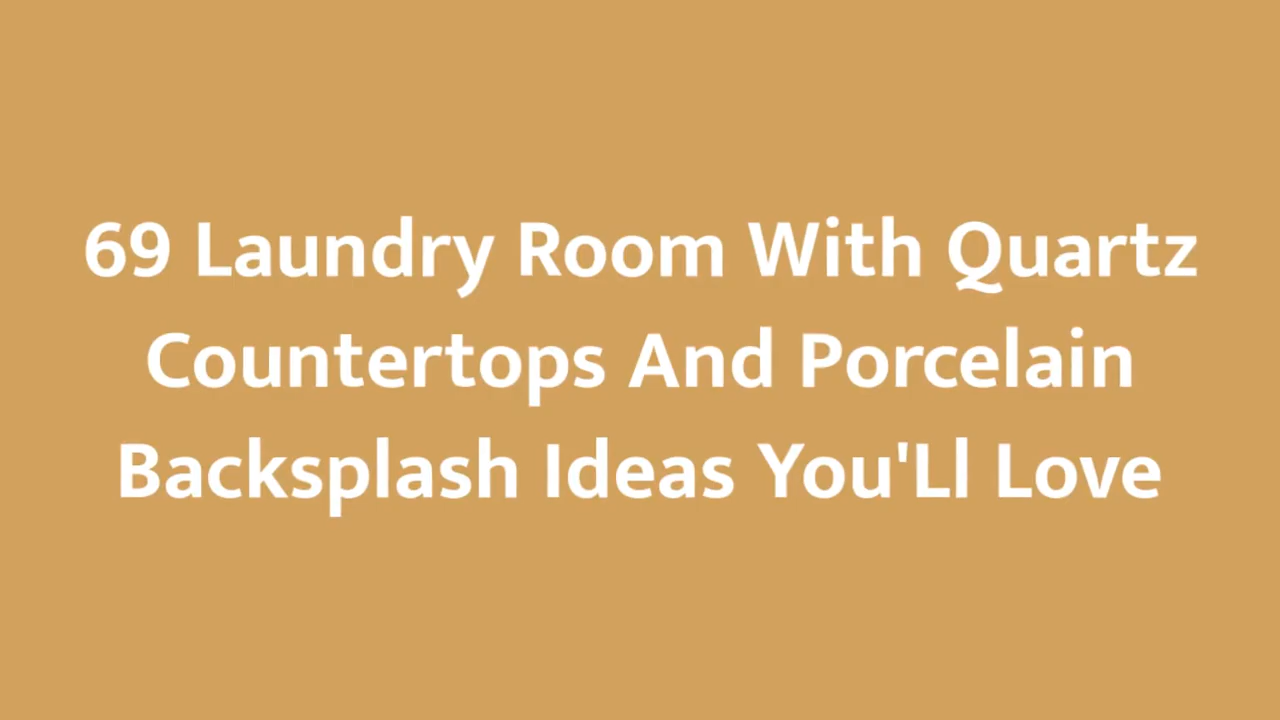 69 Laundry Room With Quartz
Countertops And Porcelain
Backsplash Ideas You'Ll Love